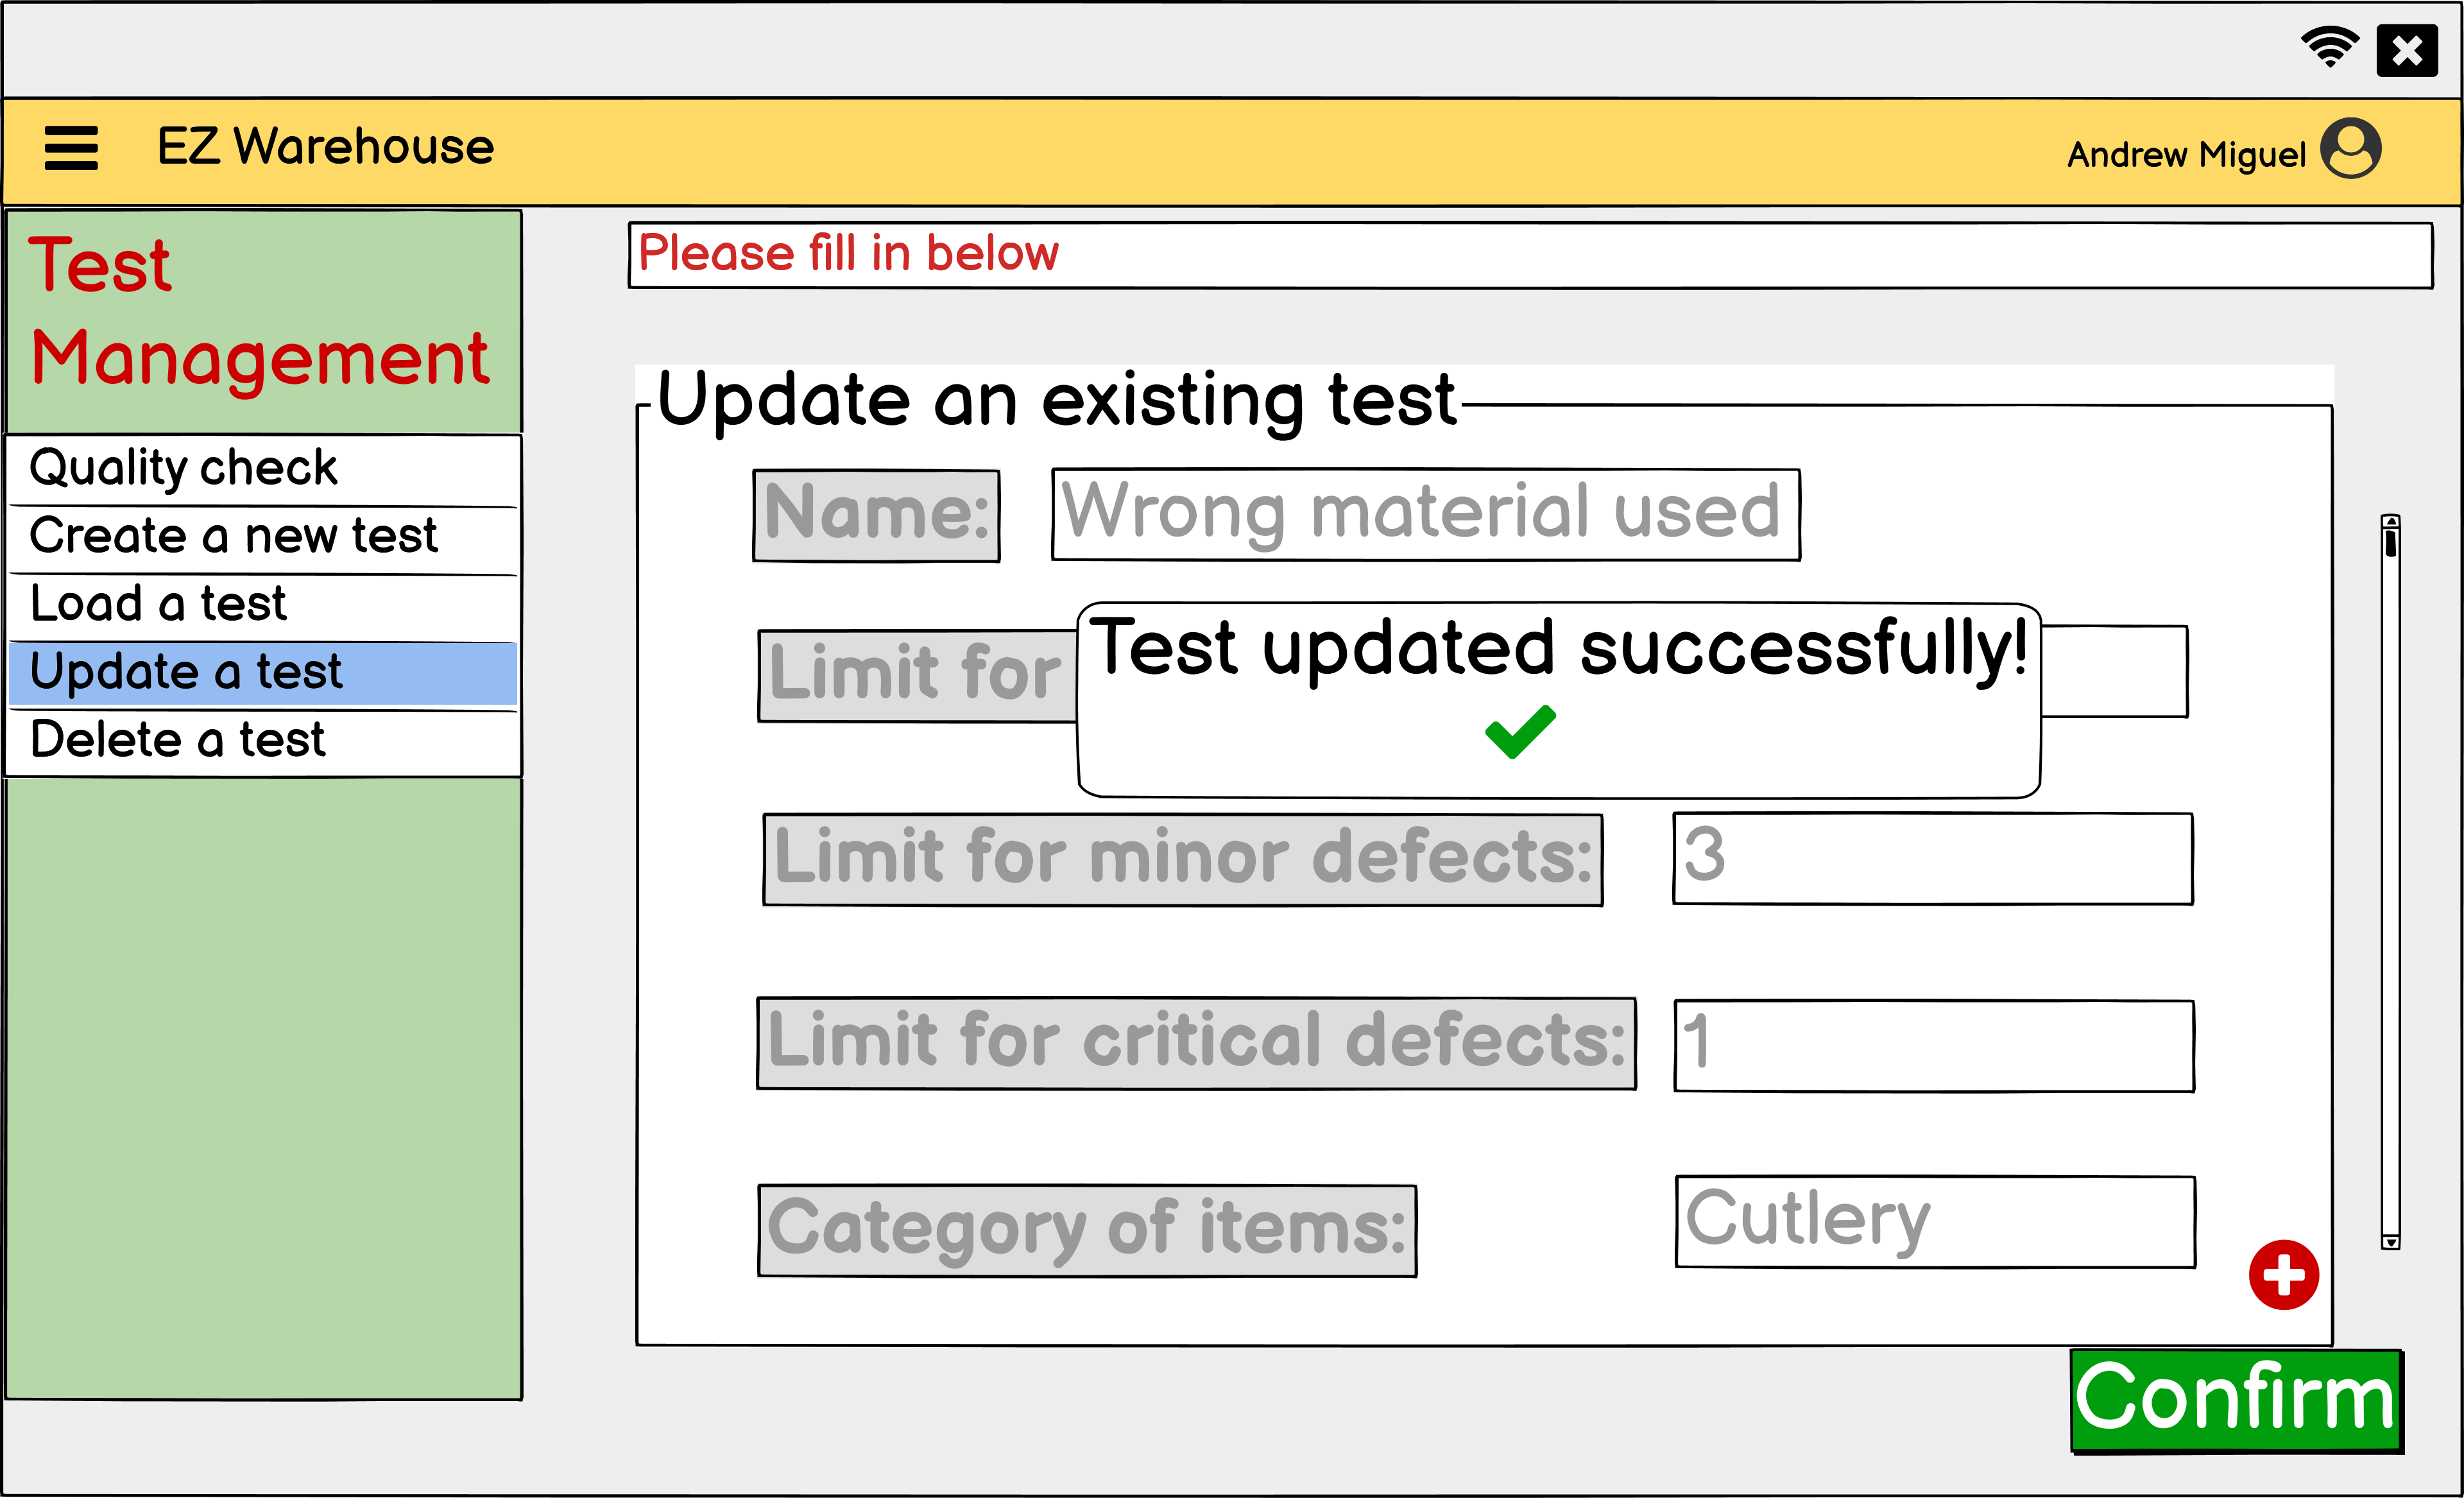 EZ Warehouse
Andrew Miguel
Test
Management
Quality check
Create a new test
Load a test
Update a test
Delete a test
Please fill in below
Update an existing test
Name: Wrong material used
Limit for
Test updated successfully!
Limit for minor defects: 3
Limit for critical defects: 1
Category of items: Cutlery
Confirm